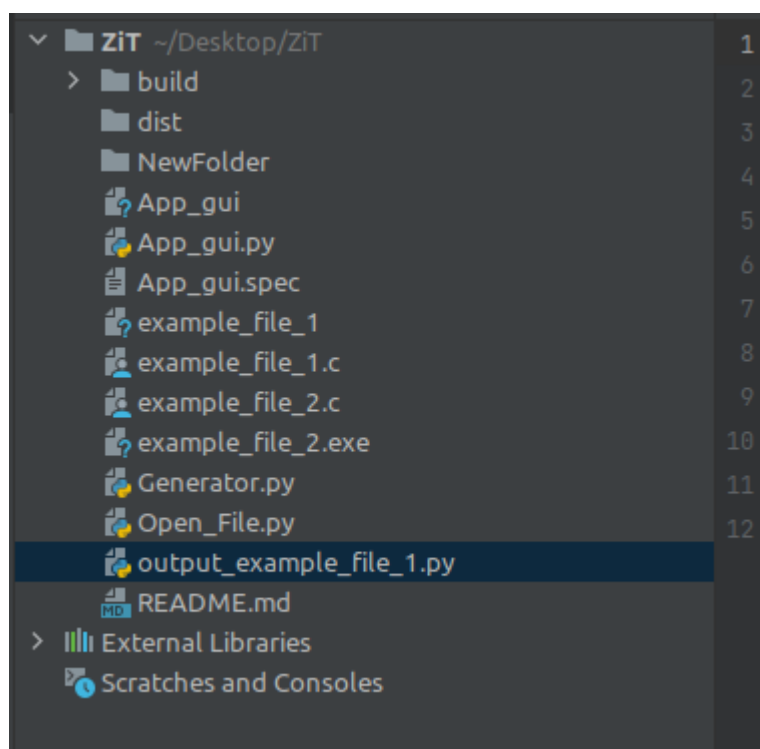 ZiT ~/Desktop/ZiT
build
dist
NewFolder
App_gui
App_gui.py
App_gui.spec
example_file_1
example_file_1.c
example_file_2.c
example_file_2.exe
Generator.py
Open_File.py
output_example_file_1.py
MD README.md
External Libraries
Scratches and Consoles
1
2
3
4
5
6
7
8
9
10
11
12